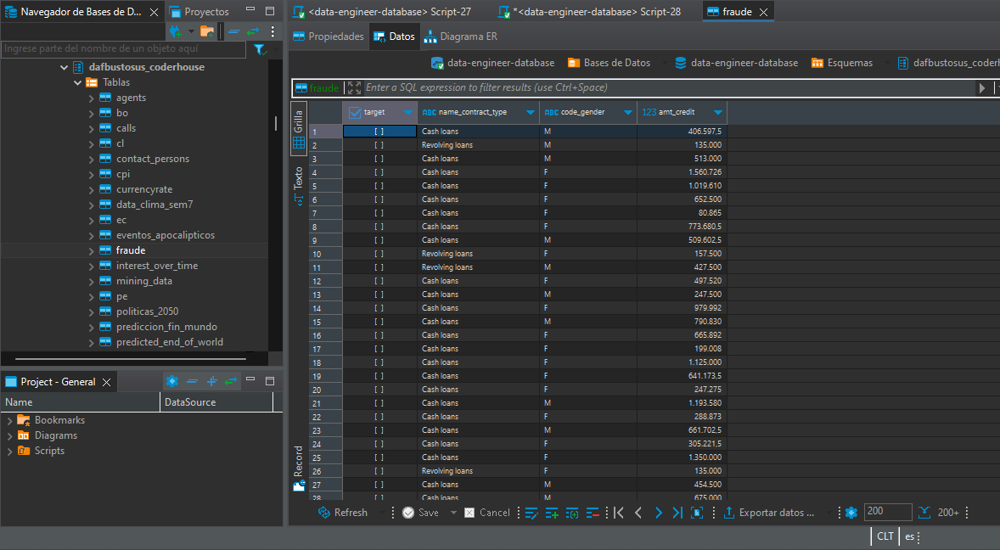 Navegador de Bases de D...
Proyectos
Ingrese parte del nombre de un objeto aquí
dafbustosus_coderhouse
Tablas
agents
bo
calls
cl
contact_persons
cpi
currencyrate
data_clima_sem7
ec
eventos_apocalipticos
fraude
interest_over_time
mining_data
pe
politicas_2050
prediccion_fin_mundo
predicted_end_of_world
Project - General
Name DataSource
Bookmarks
Diagrams
Scripts
<data-engineer-database> Script-27
*<data-engineer-database> Script-28
fraude
Propiedades
Datos
Diagrama ER
data-engineer-database
Bases de Datos
data-engineer-database
Esquemas
dafbustosus_coderh
fraude
Enter a SQL expression to filter results (use Ctrl+Space)
Grilla
Texto
Record
target ABC name_contract_type ABC code_gender 123 amt_credit
1 [ ] Cash loans M 406.597,5
2 [ ] Revolving loans M 135.000
3 [ ] Cash loans M 513.000
4 [ ] Cash loans F 1.560.726
5 [ ] Cash loans F 1.019.610
6 [ ] Cash loans F 652.500
7 [ ] Cash loans F 80.865
8 [ ] Cash loans F 773.680,5
9 [ ] Cash loans M 509.602,5
10 [ ] Revolving loans F 157.500
11 [ ] Revolving loans M 427.500
12 [ ] Cash loans F 497.520
13 [ ] Cash loans M 247.500
14 [ ] Cash loans F 979.992
15 [ ] Cash loans M 790.830
16 [ ] Cash loans F 665.892
17 [ ] Cash loans F 199.008
18 [ ] Cash loans F 1.125.000
19 [ ] Cash loans F 641.173,5
20 [ ] Cash loans F 247.275
21 [ ] Cash loans M 1.193.580
22 [ ] Cash loans F 288.873
23 [ ] Cash loans M 661.702,5
24 [ ] Cash loans F 305.221,5
25 [ ] Cash loans F 1.350.000
26 [ ] Revolving loans F 135.000
27 [ ] Cash loans M 454.500
28 [ ] Cash loans M 675.000
Refresh
Save
Cancel
Exportar datos ...
200
200+
CLT
es